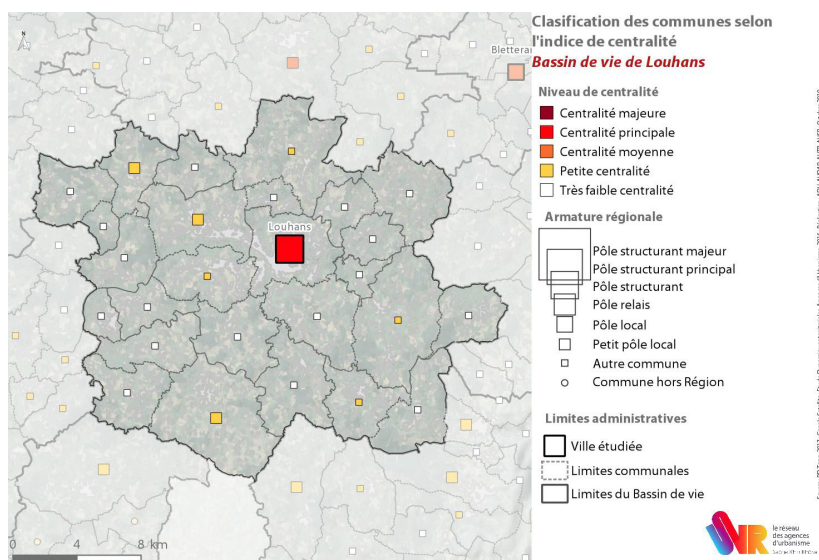 Clasification des communes selon
l'indice de centralité
Bassin de vie de Louhans
Niveau de centralité
Centralité majeure
Centralité principale
Centralité moyenne
Petite centralité
Très faible centralité
Armature régionale
Pôle structurant majeur
Pôle structurant principal
Pôle structurant
Pôle relais
Pôle local
Petit pôle local
Autre commune
Commune hors Région
Limites administratives
Ville étudiée
Limites communales
Limites du Bassin de vie
N
Louhans
0 4 8 km
le réseau
des agences
d'urbanisme